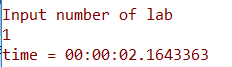 Input number of lab
1
time = 00:00:02.1643363